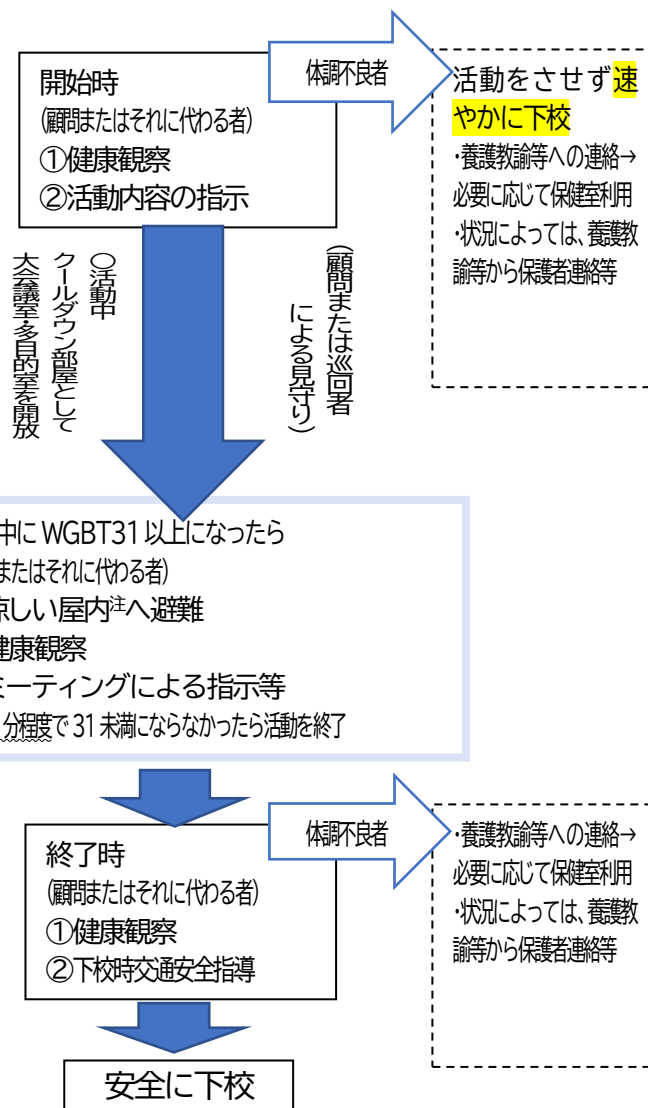 開始時
(顧問またはそれに代わる者)
①健康観察
②活動内容の指示
体調不良者
活動をさせず速
やかに下校
・養護教諭等への連絡→
必要に応じて保健室利用
・状況によっては、養護教
諭等から保護者連絡等
(顧問または巡回者
による見守り)
○活動中
クールダウン部屋として
大会議室・多目的室を開放
中にWGBT31以上になったら
またはそれに代わる者)
涼しい屋内注へ避難
健康観察
ミーティングによる指示等
分程度で31未満にならなかったら活動を終了
終了時
(顧問またはそれに代わる者)
①健康観察
②下校時交通安全指導
体調不良者
・養護教諭等への連絡→
必要に応じて保健室利用
・状況によっては、養護教
諭等から保護者連絡等
安全に下校